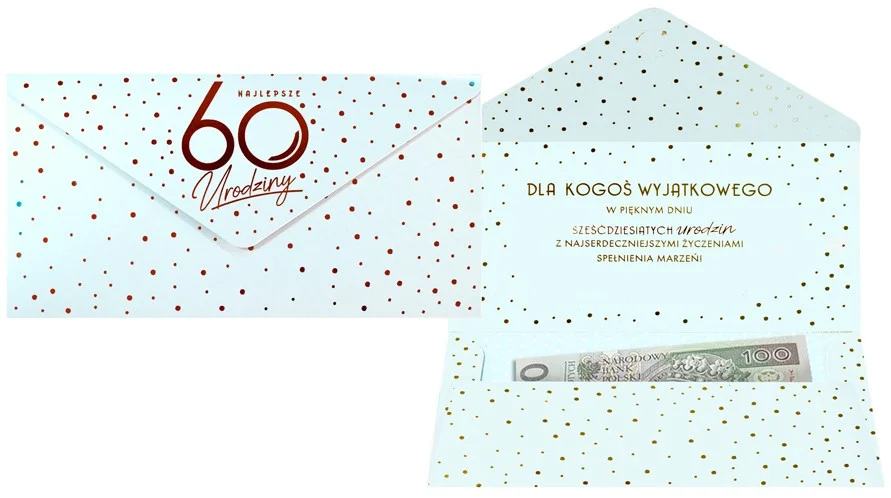 NAJLEPSZE
60
Urodziny
DLA KOGOŚ WYJĄTKOWEGO
W PIĘKNYM DNIU
SZEŚĆDZIESIĄTYCH urodzin
Z NAJSERDECZNIEJSZYMI ŻYCZENIAMI
SPEŁNIENIA MARZEŃ!
NARODOWY 100
BANK
POLSKI